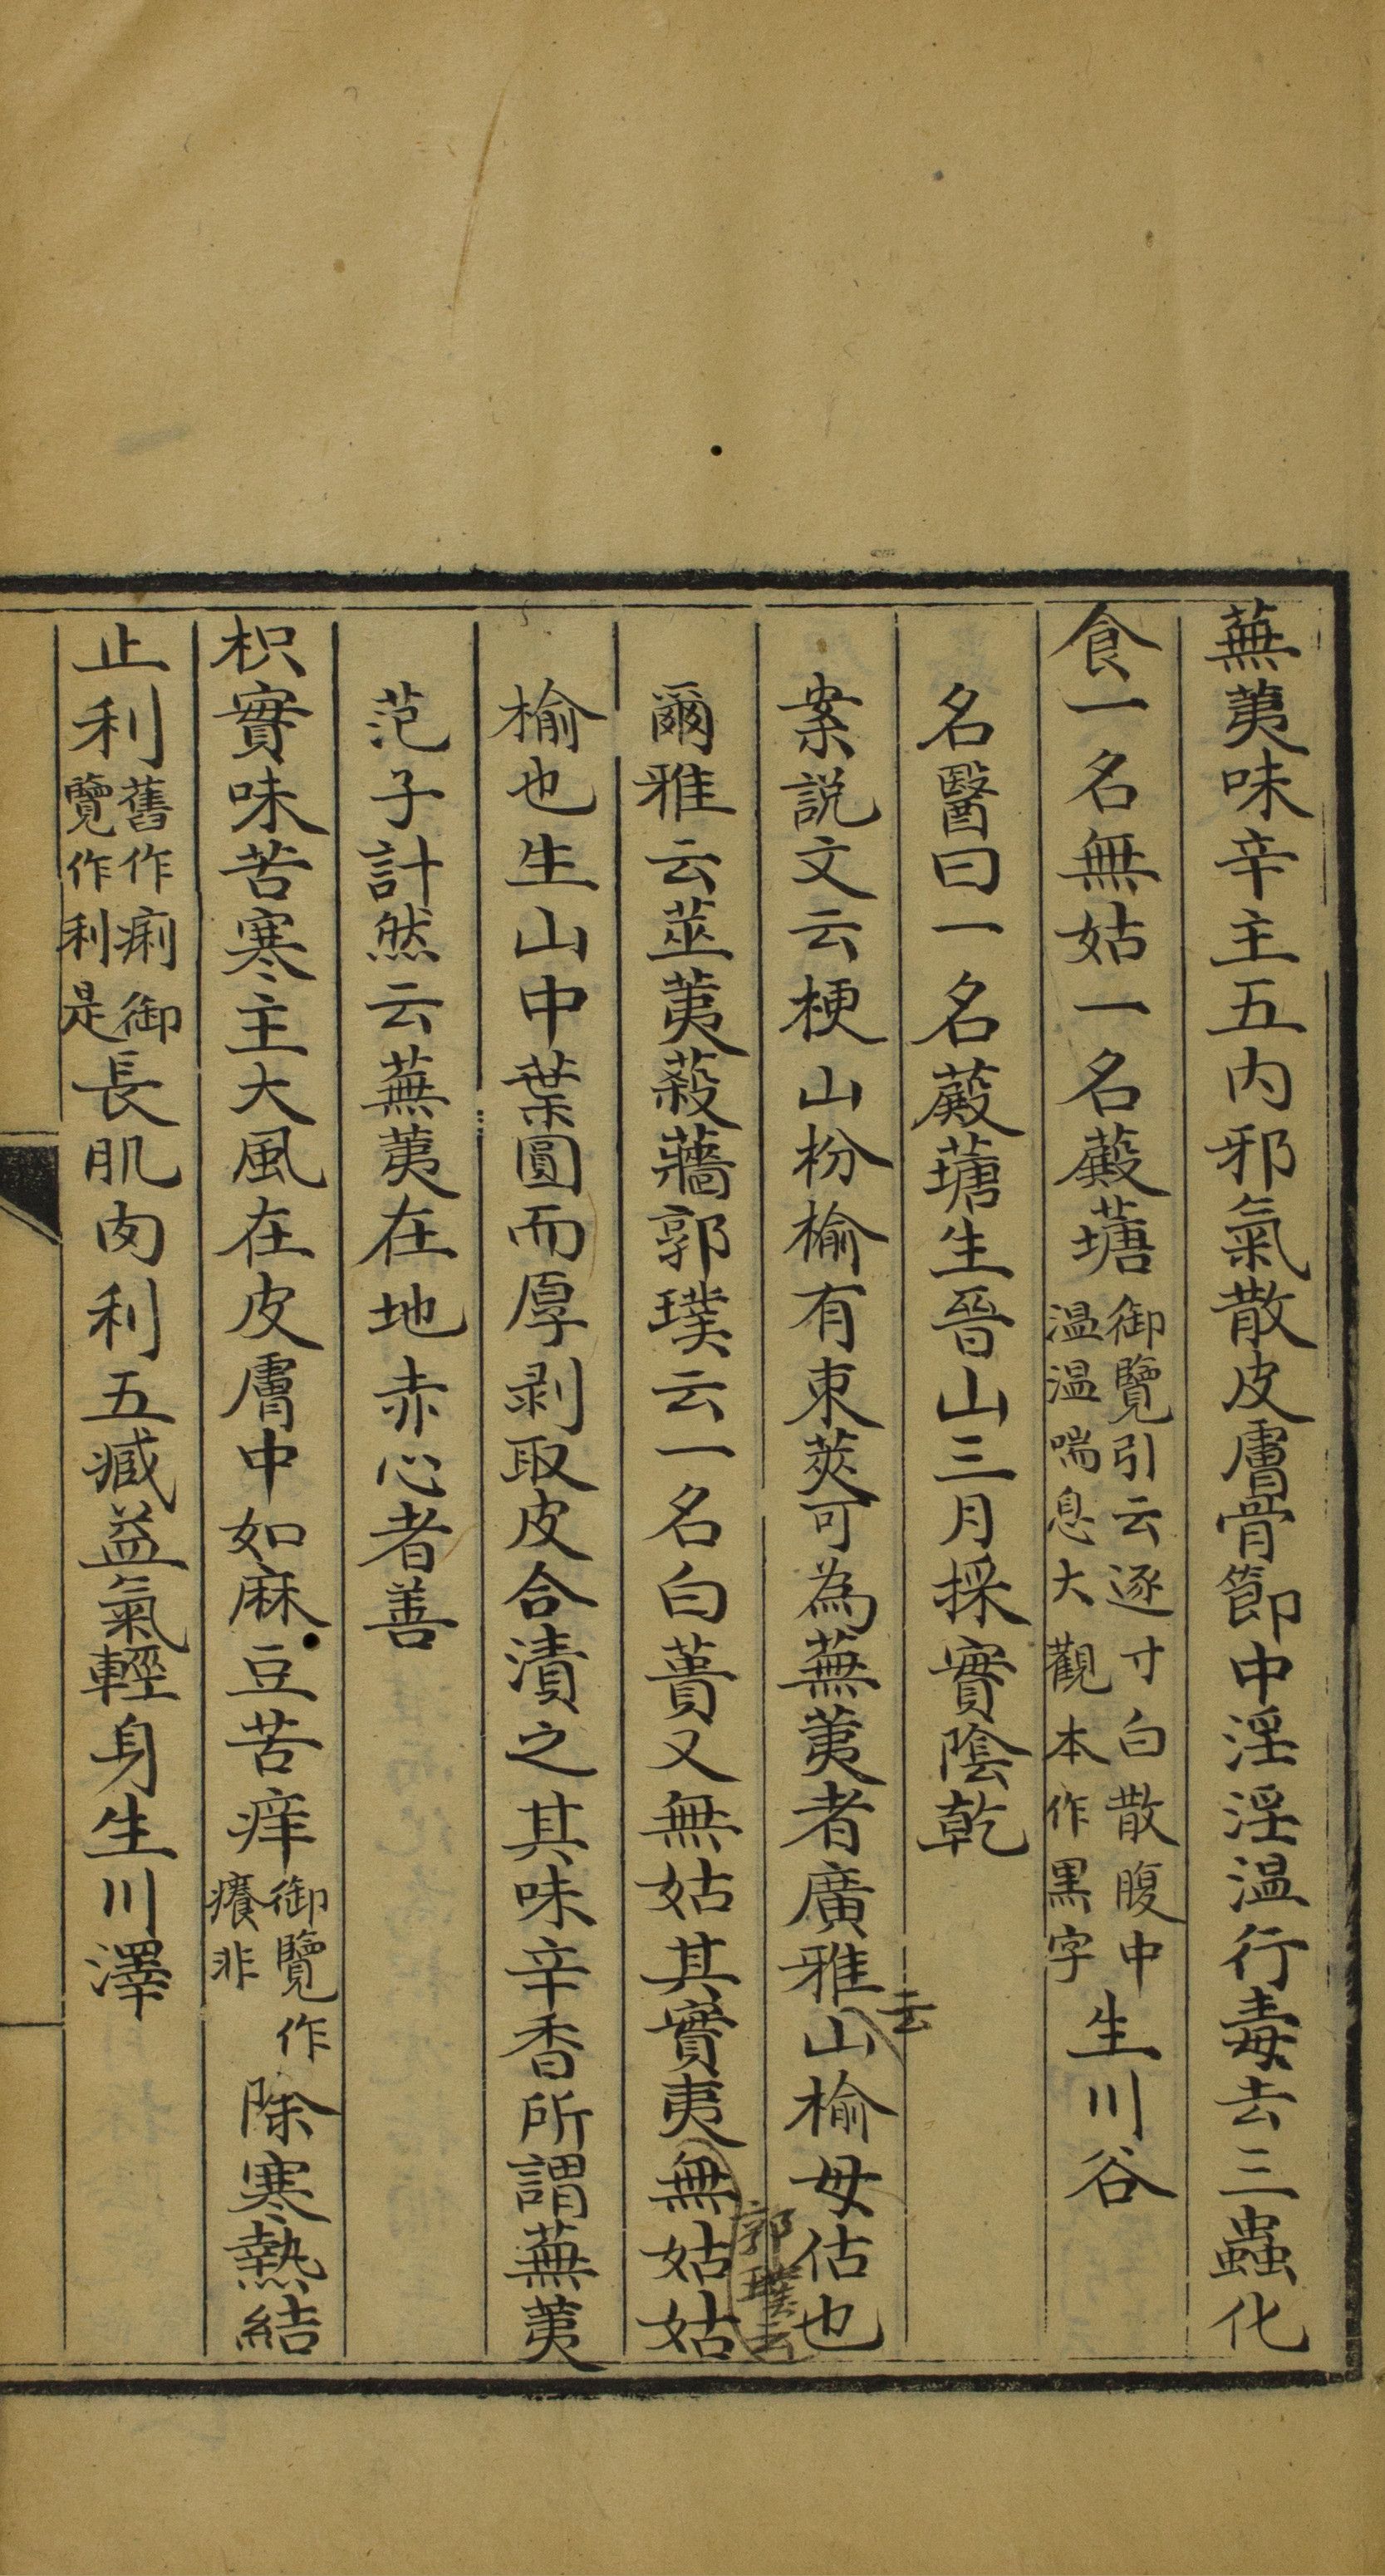 蕪荑味辛主五内邪氣散皮膚骨節中淫淫温行毒去三蟲化
食一名無姑一名蕨𦼮御覽引云逐寸白散腹中温温喘息大觀本作黒字生川谷
名醫曰一名蕨𦼮生晉山三月採實陰乾
案説文云梗山枌榆有朿莢可為蕪荑者廣雅云山榆母估也
爾雅云莁荑蔱蘠郭璞云一名白蕢又無姑其實夷郭璞云無姑姑
榆也生山中葉圓而厚剥取皮合漬之其味辛香所謂蕪荑
范子計然云蕪荑在地赤心者善
枳實味苦寒主大風在皮膚中如麻豆苦痒御覽作癢非除寒熱結
止利舊作痢御覽作利是長肌肉利五臧益氣輕身生川澤